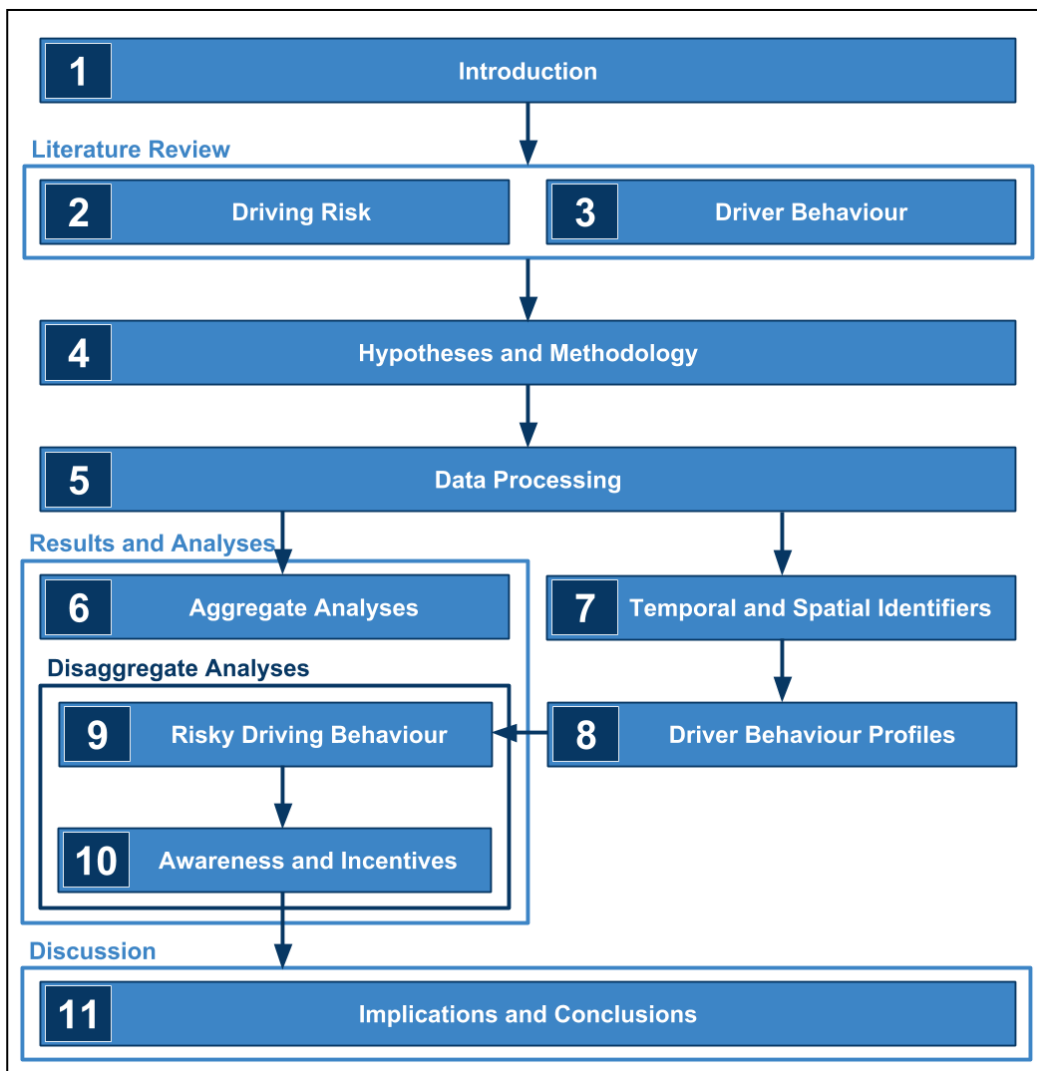 1 Introduction
Literature Review
2 Driving Risk
3 Driver Behaviour
4 Hypotheses and Methodology
5 Data Processing
Results and Analyses
6 Aggregate Analyses
7 Temporal and Spatial Identifiers
Disaggregate Analyses
9 Risky Driving Behaviour
8 Driver Behaviour Profiles
10 Awareness and Incentives
Discussion
11 Implications and Conclusions